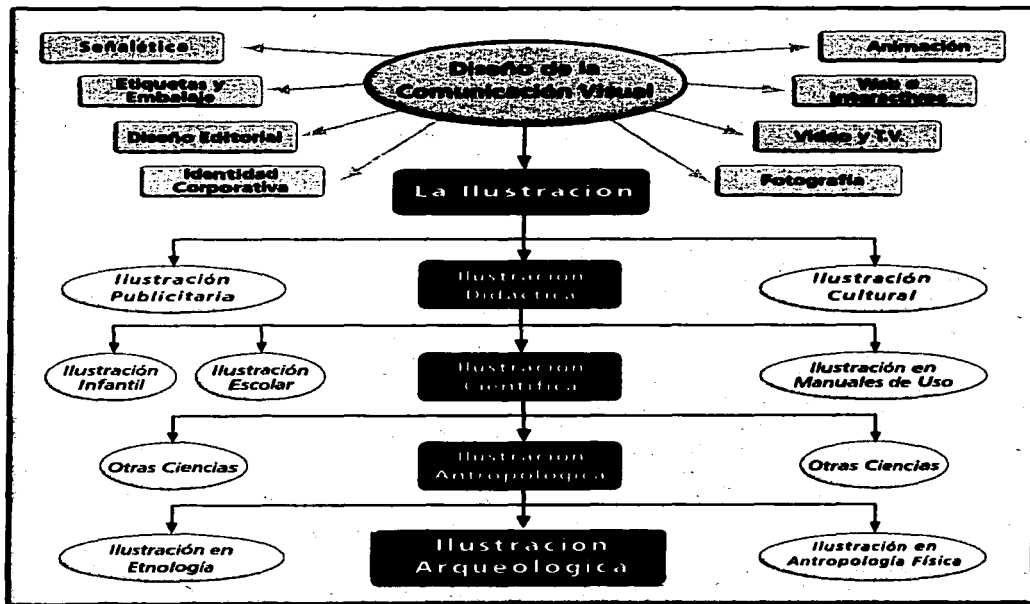 Señalética
Diseño de la
Comunicación Visual
Animación
Etiquetas y
Embalaje
Web e
Interactivos
Diseño Editorial
Video y T.V.
Identidad
Corporativa
La Ilustracion
Fotografía
Ilustración
Publicitaria
Ilustracion
Didactica
Ilustración
Cultural
Ilustración
Infantil
Ilustración
Escolar
Ilustracion
Cientifica
Ilustración en
Manuales de Uso
Otras Ciencias
Ilustracion
Antropologica
Otras Ciencias
Ilustración en
Etnología
Ilustracion
Arqueologica
Ilustración en
Antropología Física